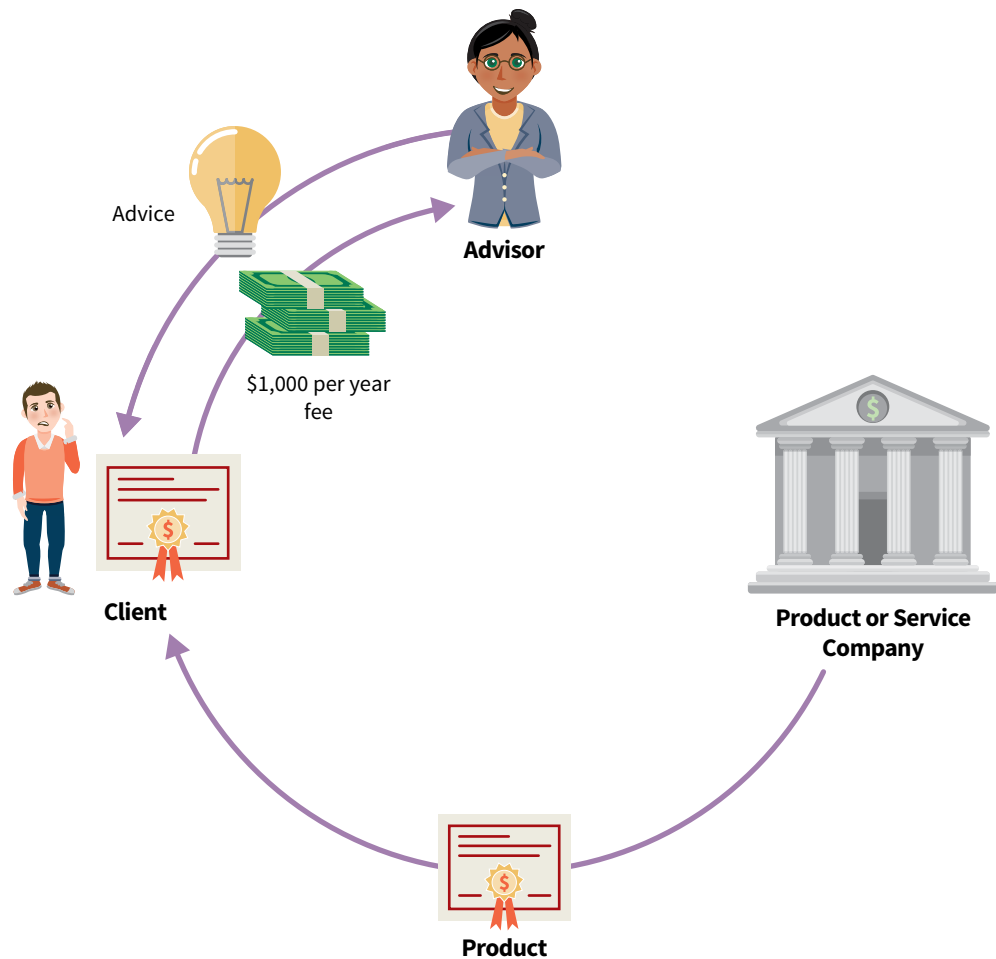 Advice
Advisor
$1,000 per year
fee
$
$
Client
Product or Service
Company
$
Product